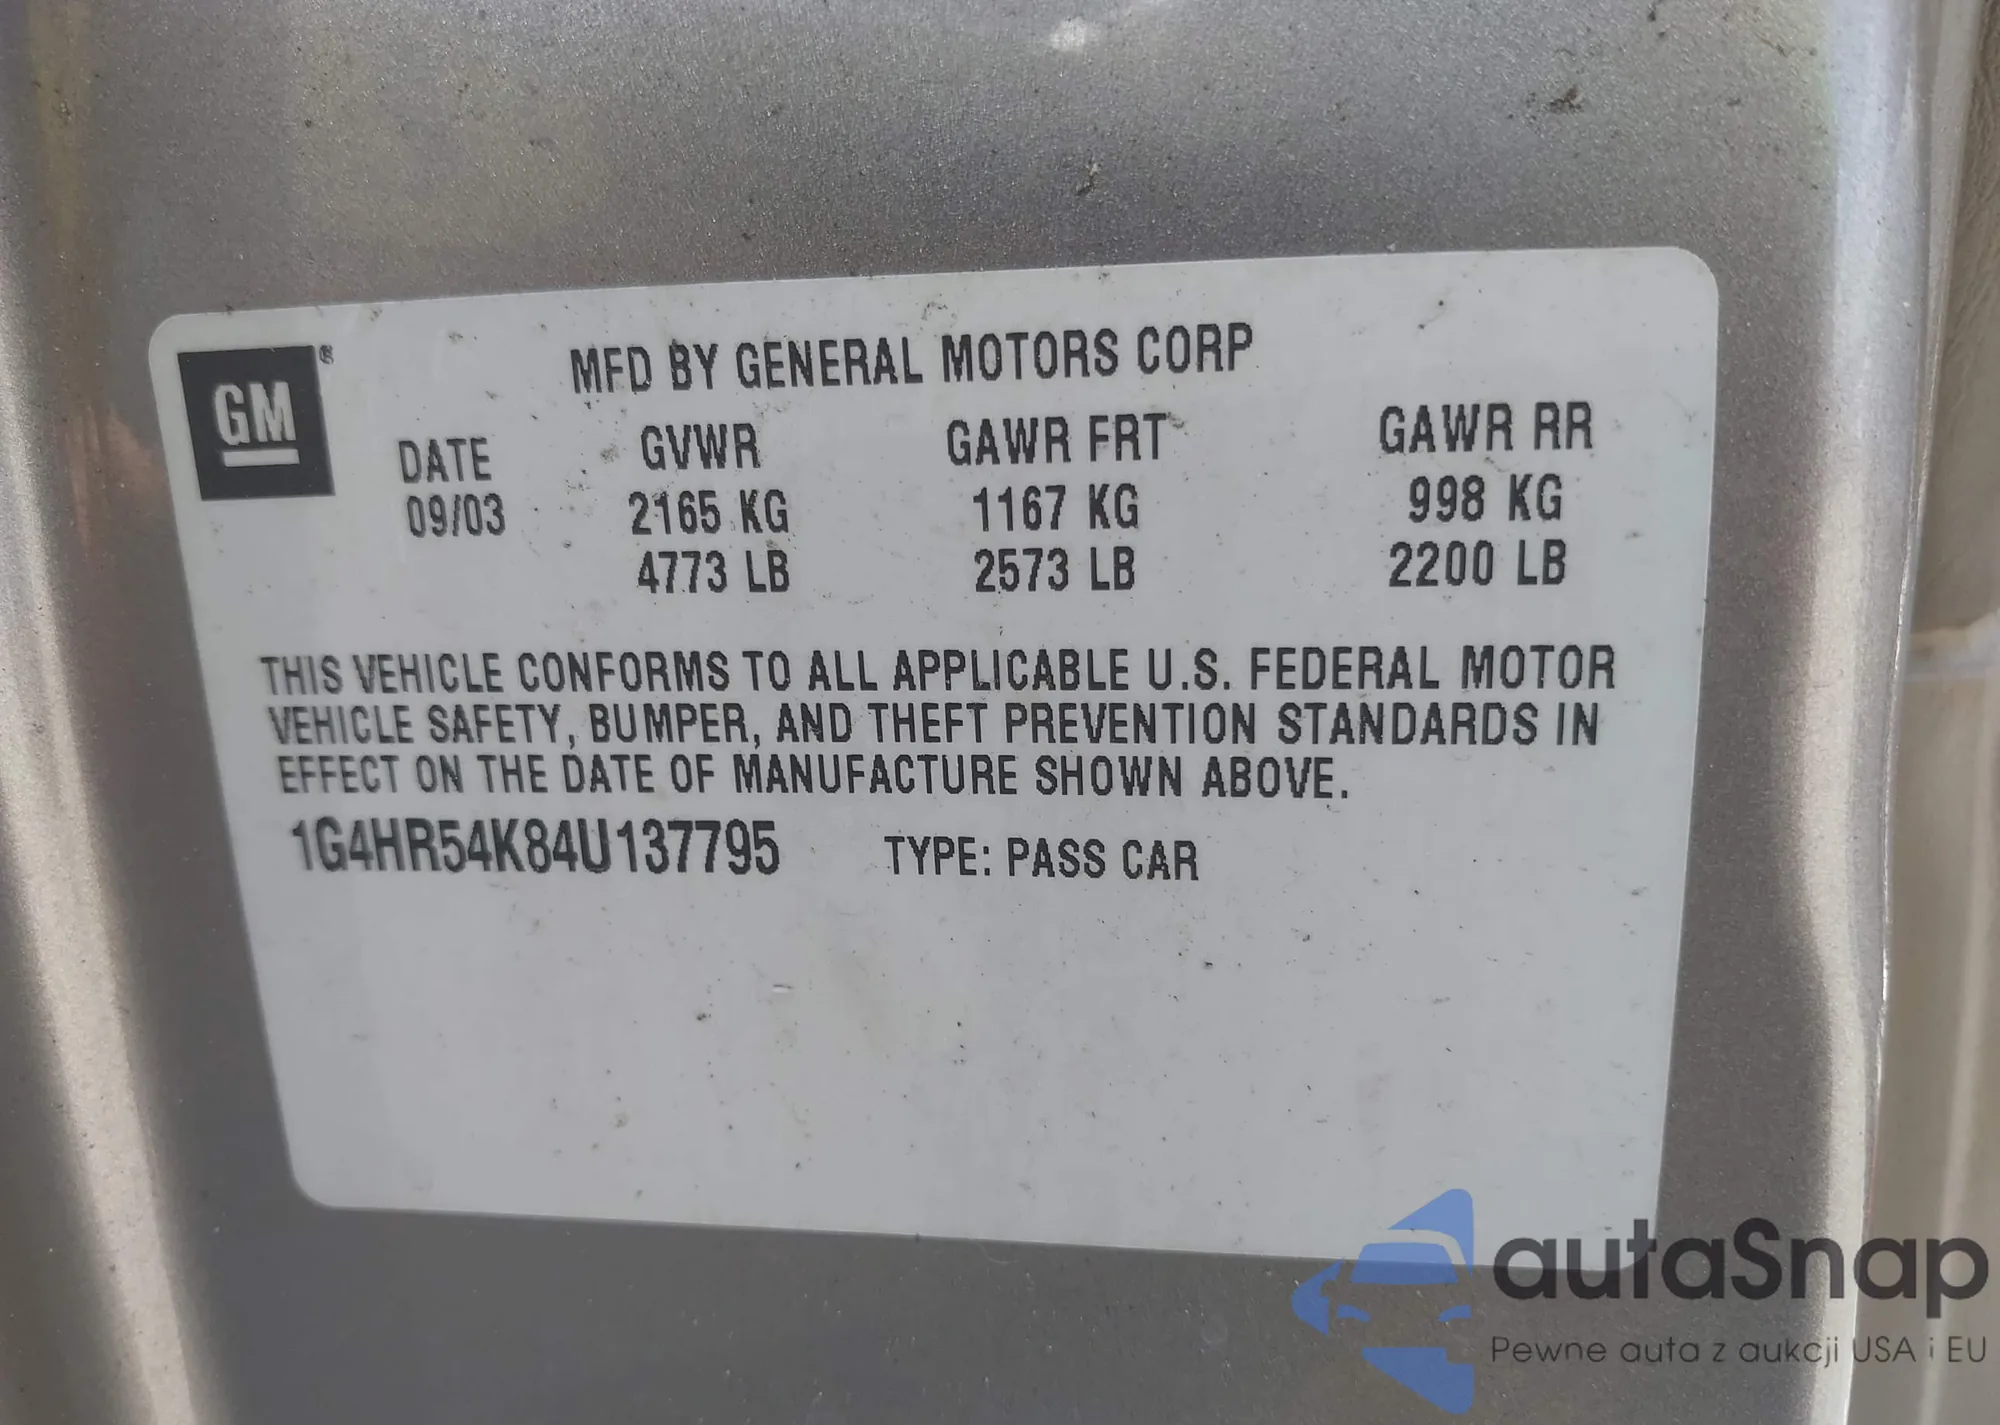 GM ®
MFD BY GENERAL MOTORS CORP
DATE GVWR GAWR FRT GAWR RR
09/03 2165 KG 1167 KG 998 KG
4773 LB 2573 LB 2200 LB
THIS VEHICLE CONFORMS TO ALL APPLICABLE U.S. FEDERAL MOTOR
VEHICLE SAFETY, BUMPER, AND THEFT PREVENTION STANDARDS IN
EFFECT ON THE DATE OF MANUFACTURE SHOWN ABOVE.
1G4HR54K84U137795 TYPE: PASS CAR
autaSnap
Pewne auta z aukcji USA i EU